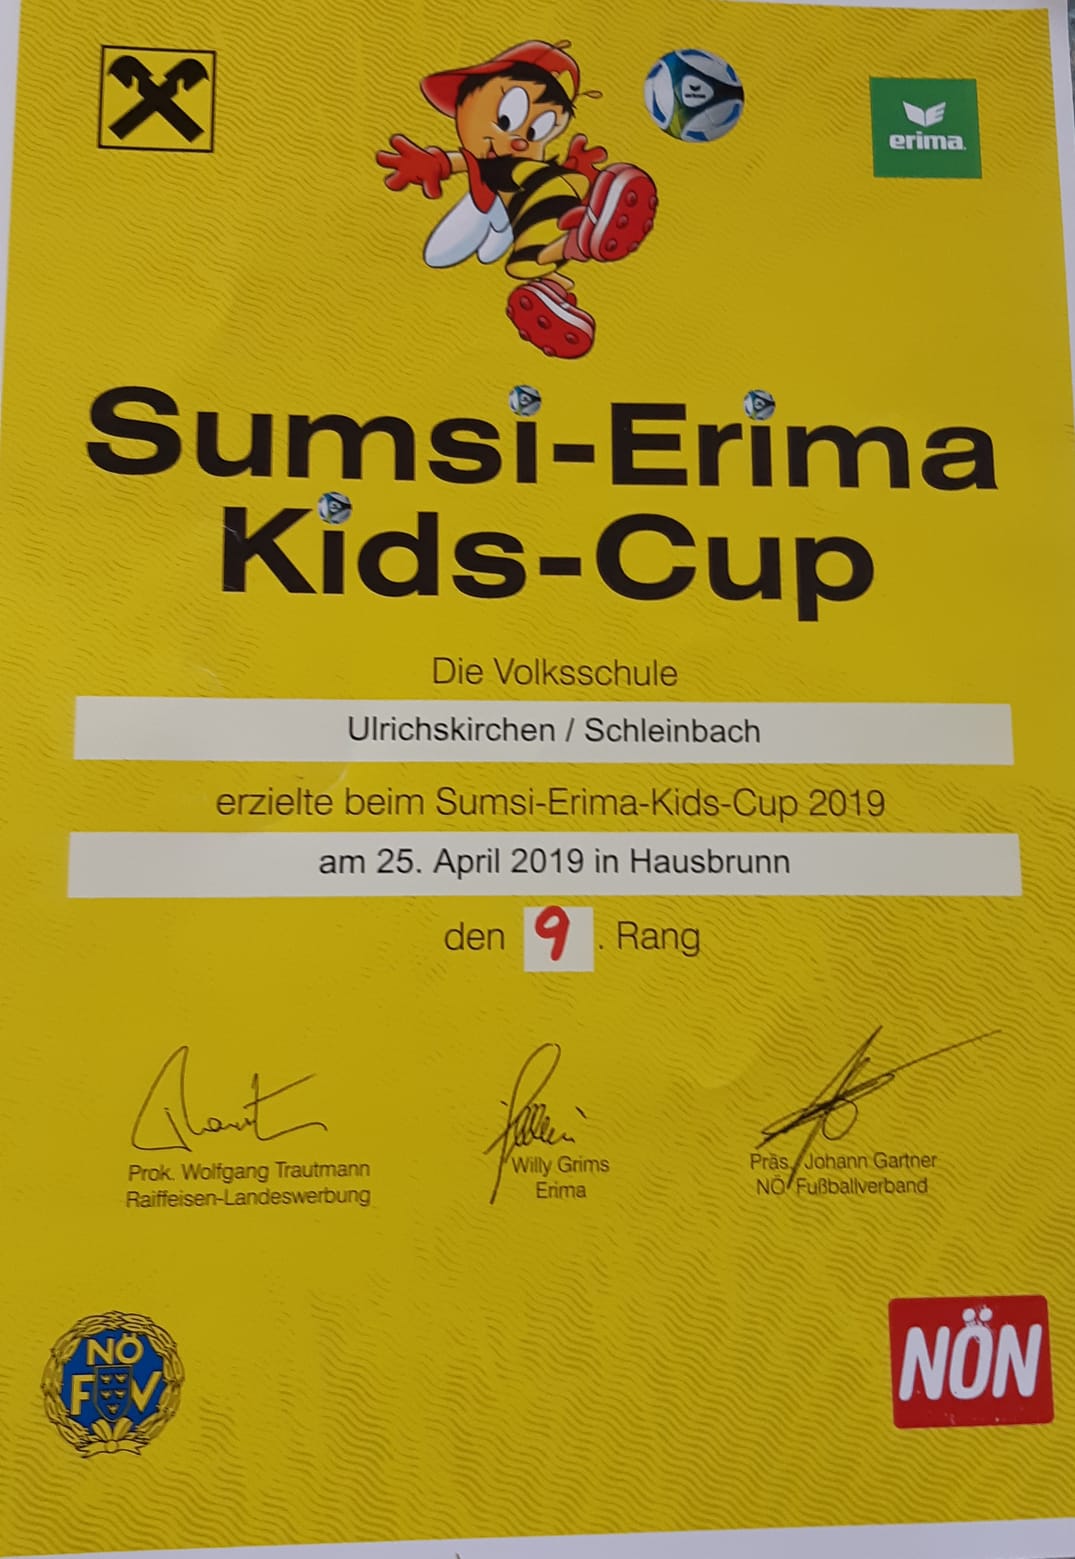 erima
erima
Sumsi-Erima
Kids-Cup
Die Volksschule
Ulrichskirchen / Schleinbach
erzielte beim Sumsi-Erima-Kids-Cup 2019
am 25. April 2019 in Hausbrunn
den 9. Rang
Prok. Wolfgang Trautmann
Raiffeisen-Landeswerbung
Willy Grims
Erima
Präs. Johann Gartner
NÖ Fußballverband
NÖ
FV
NÖN